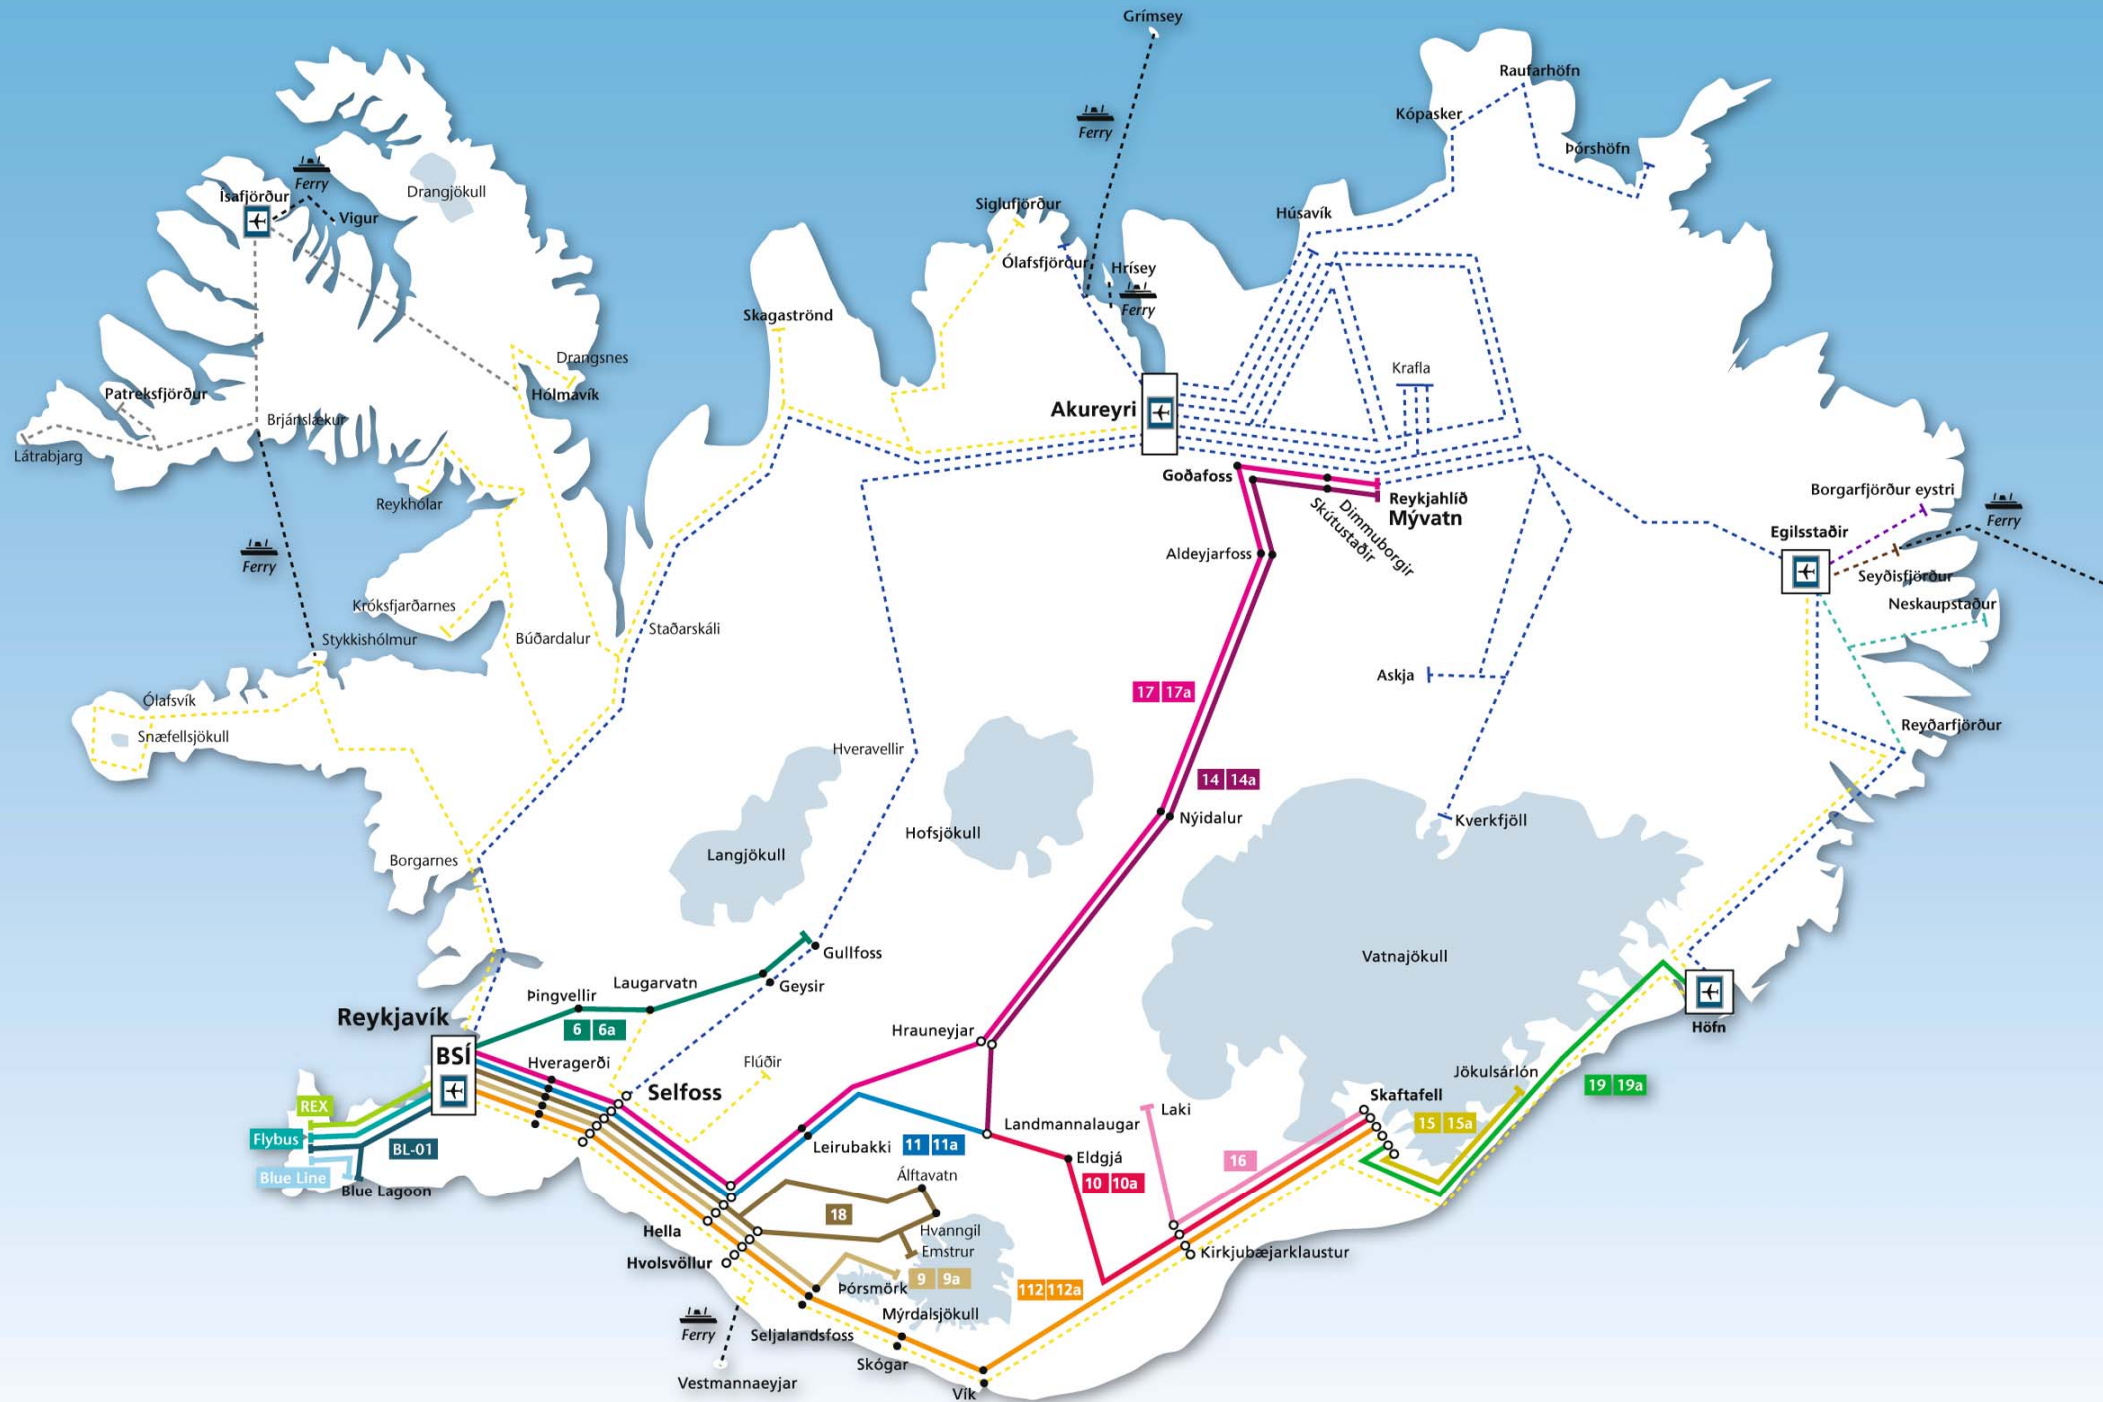 Grímsey
Ferry
Raufarhöfn
Kópasker
Þórshöfn
Ferry
Ísafjörður
Vigur
Drangjökull
Siglufjörður
Húsavík
Ólafsfjörður
Hrísey
Ferry
Skagaströnd
Drangsnes
Hólmavík
Krafla
Patreksfjörður
Brjánslækur
Látrabjarg
Akureyri
Goðafoss
Reykjahlíð
Mývatn
Dimmuborgir
Skútustaðir
Reykhólar
Borgarfjörður eystri
Ferry
Egilsstaðir
Seyðisfjörður
Neskaupstaður
Ferry
Aldeyjarfoss
Króksfjarðarnes
Stykkishólmur
Búðardalur
Staðarskáli
Askja
17 17a
Ólafsvík
Snæfellsjökull
Reyðarfjörður
Hveravellir
14 14a
Nýidalur
Kverkfjöll
Hofsjökull
Langjökull
Borgarnes
Vatnajökull
Gullfoss
Geysir
Laugarvatn
Þingvellir
6 6a
Reykjavík
BSÍ
Hrauneyjar
Höfn
Hveragerði
Flúðir
Selfoss
Jökulsárlón
19 19a
Skaftafell
15 15a
REX
Flybus
BL-01
Blue Line
Blue Lagoon
Laki
Landmannalaugar
Leirubakki
11 11a
Eldgjá
10 10a
16
Álftavatn
18
Hvanngil
Emstrur
Hella
Hvolsvöllur
Kirkjubæjarklaustur
9 9a
Þórsmörk
112 112a
Mýrdalsjökull
Ferry
Seljalandsfoss
Skógar
Vestmannaeyjar
Vík